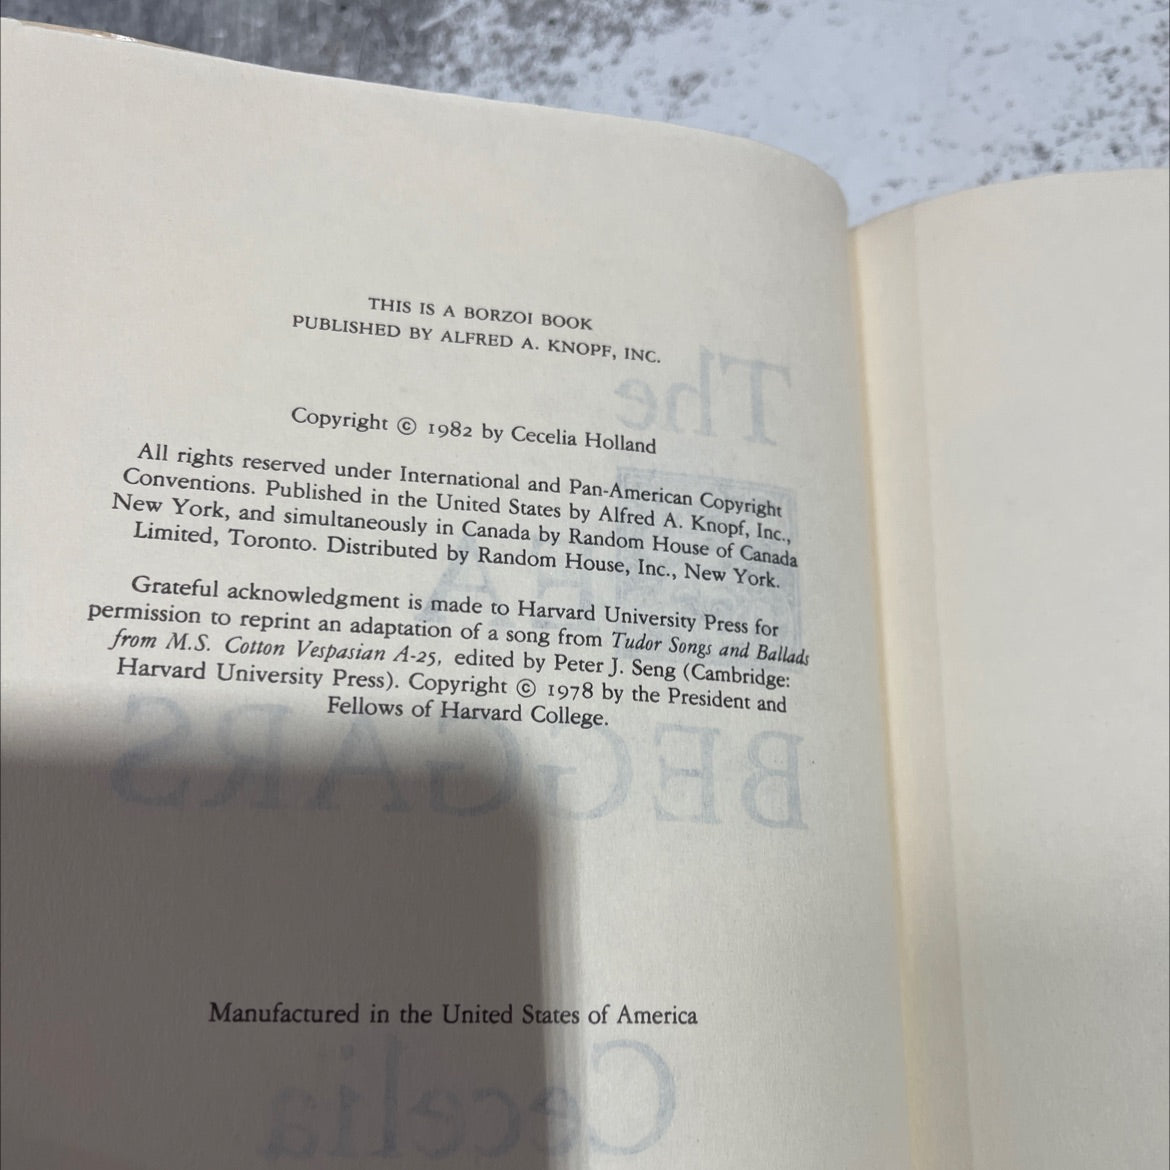 THIS IS A BORZOI BOOK
PUBLISHED BY ALFRED A. KNOPF, INC.
Copyright © 1982 by Cecelia Holland
All rights reserved under International and Pan-American Copyright
Conventions. Published in the United States by Alfred A. Knopf, Inc.,
New York, and simultaneously in Canada by Random House of Canada
Limited, Toronto. Distributed by Random House, Inc., New York.
Grateful acknowledgment is made to Harvard University Press for
permission to reprint an adaptation of a song from Tudor Songs and Ballads
from M.S. Cotton Vespasian A-25, edited by Peter J. Seng (Cambridge:
Harvard University Press). Copyright © 1978 by the President and
Fellows of Harvard College.
Manufactured in the United States of America
The
EA
BEGGARS
Cecelia